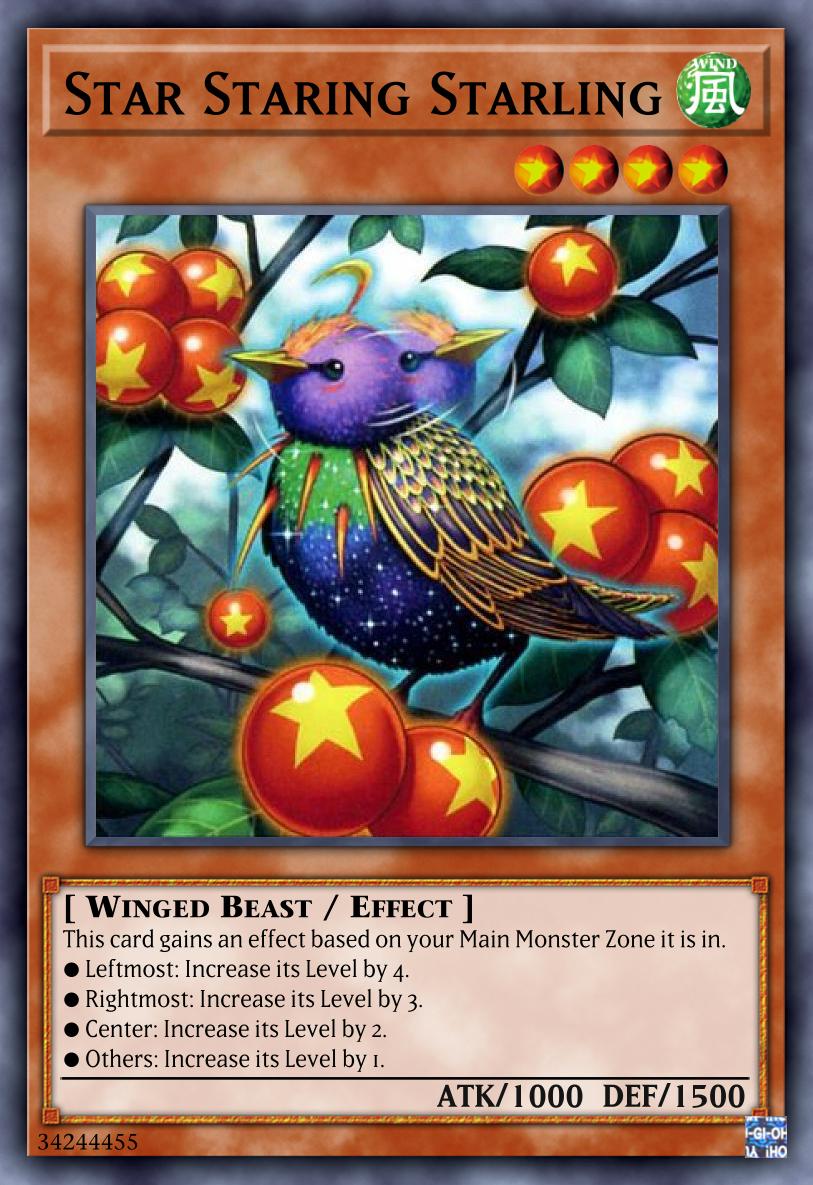 Star Staring Starling
WIND
風
[ Winged Beast / Effect ]
This card gains an effect based on your Main Monster Zone it is in.
● Leftmost: Increase its Level by 4.
● Rightmost: Increase its Level by 3.
● Center: Increase its Level by 2.
● Others: Increase its Level by 1.
ATK/1000 DEF/1500
34244455